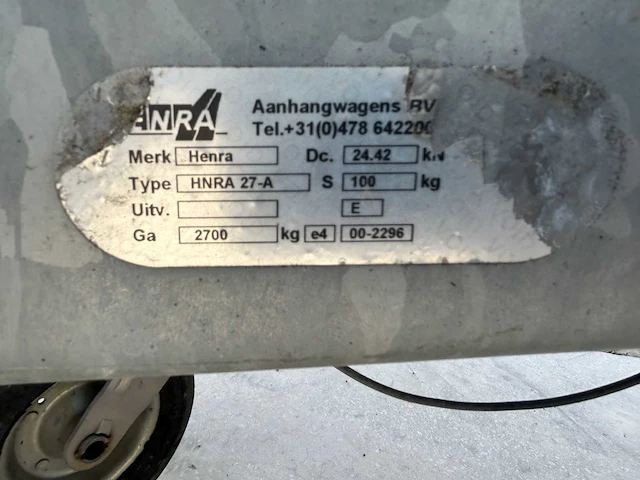 HENRA
Aanhangwagens BV
Tel.+31(0)478 642200
Merk Henra Dc. 24.42 kN
Type HNRA 27-A S 100 kg
Uitv. E
Ga 2700 kg e4 00-2296